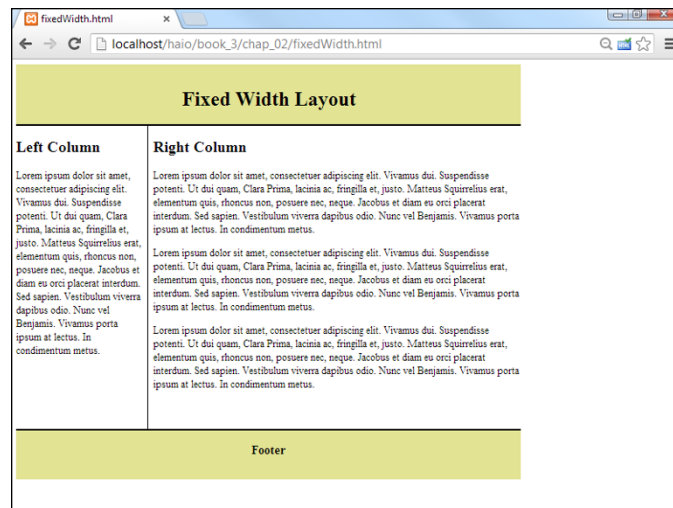 fixedWidth.html
localhost/haio/book_3/chap_02/fixedWidth.html
Fixed Width Layout
Left Column
Lorem ipsum dolor sit amet,
consectetuer adipiscing elit.
Vivamus dui. Suspendisse
potenti. Ut dui quam, Clara
Prima, lacinia ac, fringilla et,
justo. Matteus Squirrelius erat,
elementum quis, rhoncus non,
posuere nec, neque. Jacobus et
diam eu orci placerat interdum.
Sed sapien. Vestibulum viverra
dapibus odio. Nunc vel
Benjamis. Vivamus porta
ipsum at lectus. In
condimentum metus.
Right Column
Lorem ipsum dolor sit amet, consectetuer adipiscing elit. Vivamus dui. Suspendisse
potenti. Ut dui quam, Clara Prima, lacinia ac, fringilla et, justo. Matteus Squirrelius erat,
elementum quis, rhoncus non, posuere nec, neque. Jacobus et diam eu orci placerat
interdum. Sed sapien. Vestibulum viverra dapibus odio. Nunc vel Benjamis. Vivamus porta
ipsum at lectus. In condimentum metus.
Lorem ipsum dolor sit amet, consectetuer adipiscing elit. Vivamus dui. Suspendisse
potenti. Ut dui quam, Clara Prima, lacinia ac, fringilla et, justo. Matteus Squirrelius erat,
elementum quis, rhoncus non, posuere nec, neque. Jacobus et diam eu orci placerat
interdum. Sed sapien. Vestibulum viverra dapibus odio. Nunc vel Benjamis. Vivamus porta
ipsum at lectus. In condimentum metus.
Lorem ipsum dolor sit amet, consectetuer adipiscing elit. Vivamus dui. Suspendisse
potenti. Ut dui quam, Clara Prima, lacinia ac, fringilla et, justo. Matteus Squirrelius erat,
elementum quis, rhoncus non, posuere nec, neque. Jacobus et diam eu orci placerat
interdum. Sed sapien. Vestibulum viverra dapibus odio. Nunc vel Benjamis. Vivamus porta
ipsum at lectus. In condimentum metus.
Footer